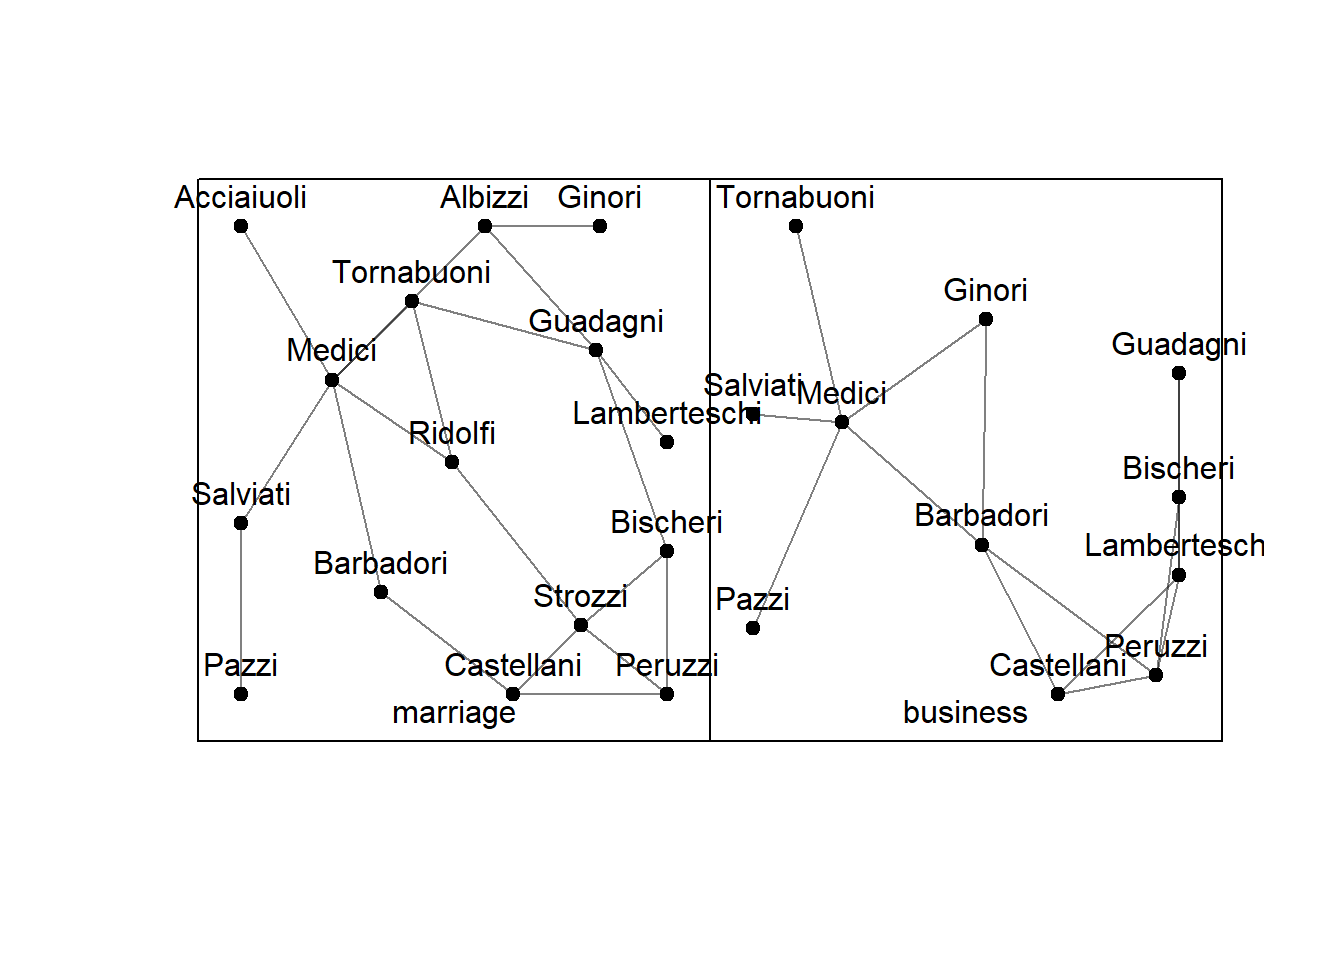 Acciaiuoli
Albizzi
Ginori
Tornabuoni
Guadagni
Medici
Lamberteschi
Ridolfi
Salviati
Bischeri
Barbadori
Strozzi
Pazzi
Castellani
Peruzzi
marriage
Tornabuoni
Ginori
Guadagni
Salviati
Medici
Bischeri
Barbadori
Lambertesch
Pazzi
Peruzzi
Castellani
business